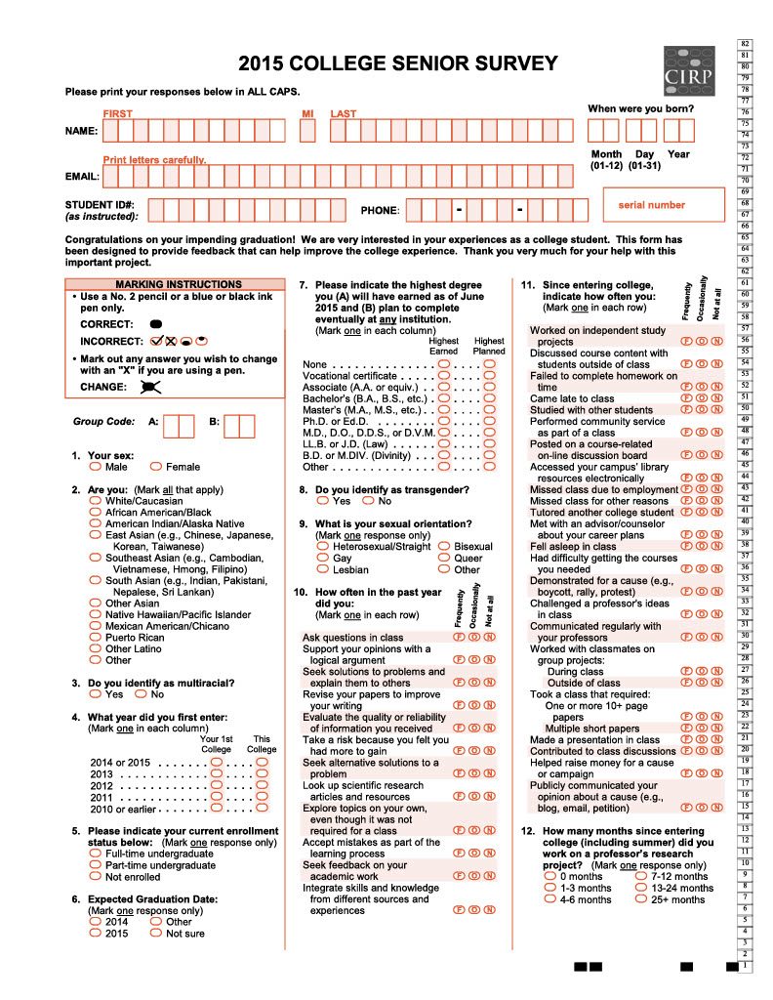 2015 COLLEGE SENIOR SURVEY
CIRP
Please print your responses below in ALL CAPS.
FIRST MI LAST
When were you born?
NAME:
Month Day Year
(01-12) (01-31)
Print letters carefully.
EMAIL:
STUDENT ID#:
(as instructed):
PHONE: - -
serial number
Congratulations on your impending graduation! We are very interested in your experiences as a college student. This form has
been designed to provide feedback that can help improve the college experience. Thank you very much for your help with this
important project.
MARKING INSTRUCTIONS
• Use a No. 2 pencil or a blue or black ink
pen only.
CORRECT:
INCORRECT:
• Mark out any answer you wish to change
with an "X" if you are using a pen.
CHANGE:
Group Code: A: B:
1. Your sex:
Male Female
2. Are you: (Mark all that apply)
White/Caucasian
African American/Black
American Indian/Alaska Native
East Asian (e.g., Chinese, Japanese,
Korean, Taiwanese)
Southeast Asian (e.g., Cambodian,
Vietnamese, Hmong, Filipino)
South Asian (e.g., Indian, Pakistani,
Nepalese, Sri Lankan)
Other Asian
Native Hawaiian/Pacific Islander
Mexican American/Chicano
Puerto Rican
Other Latino
Other
3. Do you identify as multiracial?
Yes No
4. What year did you first enter:
(Mark one in each column)
Your 1st This
College College
2014 or 2015 . . . . . . . . . . .
2013 . . . . . . . . . . . . . . . .
2012 . . . . . . . . . . . . . . . .
2011 . . . . . . . . . . . . . . . .
2010 or earlier . . . . . . . . . . .
5. Please indicate your current enrollment
status below: (Mark one response only)
Full-time undergraduate
Part-time undergraduate
Not enrolled
6. Expected Graduation Date:
(Mark one response only)
2014 Other
2015 Not sure
7. Please indicate the highest degree
you (A) will have earned as of June
2015 and (B) plan to complete
eventually at any institution.
(Mark one in each column)
Highest Highest
Earned Planned
None . . . . . . . . . . . . . . . . . .
Vocational certificate . . . . . . . . .
Associate (A.A. or equiv.) . . . . . .
Bachelor's (B.A., B.S., etc.) . . . . .
Master's (M.A., M.S., etc.) . . . . . .
Ph.D. or Ed.D. . . . . . . . . . . . .
M.D., D.O., D.D.S., or D.V.M. . . . .
LL.B. or J.D. (Law) . . . . . . . . . .
B.D. or M.DIV. (Divinity) . . . . . . .
Other . . . . . . . . . . . . . . . . . .
8. Do you identify as transgender?
Yes No
9. What is your sexual orientation?
(Mark one response only)
Heterosexual/Straight Bisexual
Gay Queer
Lesbian Other
10. How often in the past year
did you:
(Mark one in each row)
Frequently
Occasionally
Not at all
Ask questions in class F O N
Support your opinions with a
logical argument F O N
Seek solutions to problems and
explain them to others F O N
Revise your papers to improve
your writing F O N
Evaluate the quality or reliability
of information you received F O N
Take a risk because you felt you
had more to gain F O N
Seek alternative solutions to a
problem F O N
Look up scientific research
articles and resources F O N
Explore topics on your own,
even though it was not
required for a class F O N
Accept mistakes as part of the
learning process F O N
Seek feedback on your
academic work F O N
Integrate skills and knowledge
from different sources and
experiences F O N
11. Since entering college,
indicate how often you:
(Mark one in each row)
Frequently
Occasionally
Not at all
Worked on independent study
projects F O N
Discussed course content with
students outside of class F O N
Failed to complete homework on
time F O N
Came late to class F O N
Studied with other students F O N
Performed community service
as part of a class F O N
Posted on a course-related
on-line discussion board F O N
Accessed your campus' library
resources electronically F O N
Missed class due to employment F O N
Missed class for other reasons F O N
Tutored another college student F O N
Met with an advisor/counselor
about your career plans F O N
Fell asleep in class F O N
Had difficulty getting the courses
you needed F O N
Demonstrated for a cause (e.g.,
boycott, rally, protest) F O N
Challenged a professor's ideas
in class F O N
Communicated regularly with
your professors F O N
Worked with classmates on
group projects:
During class F O N
Outside of class F O N
Took a class that required:
One or more 10+ page
papers F O N
Multiple short papers F O N
Made a presentation in class F O N
Contributed to class discussions F O N
Helped raise money for a cause
or campaign F O N
Publicly communicated your
opinion about a cause (e.g.,
blog, email, petition) F O N
12. How many months since entering
college (including summer) did you
work on a professor's research
project? (Mark one response only)
0 months 7-12 months
1-3 months 13-24 months
4-6 months 25+ months
82
81
80
79
78
77
76
75
74
73
72
71
70
69
68
67
66
65
64
63
62
61
60
59
58
57
56
55
54
53
52
51
50
49
48
47
46
45
44
43
42
41
40
39
38
37
36
35
34
33
32
31
30
29
28
27
26
25
24
23
22
21
20
19
18
17
16
15
14
13
12
11
10
9
8
7
6
5
4
3
2
1